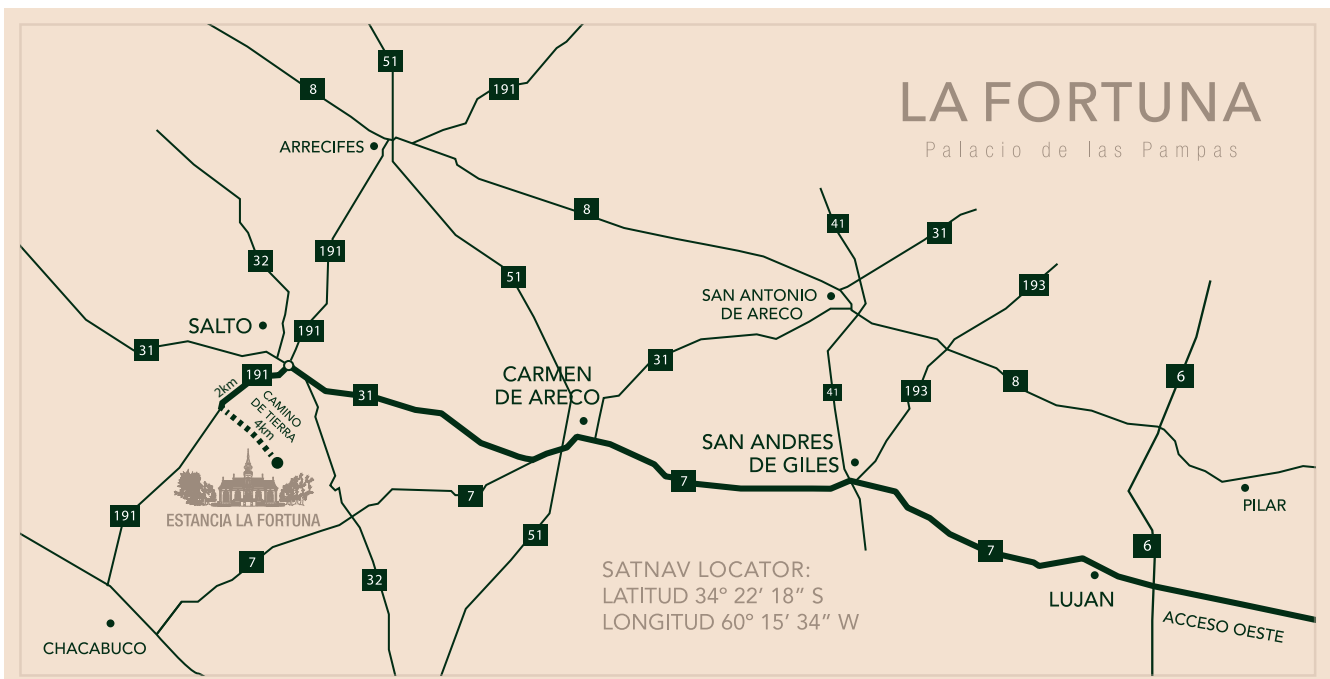 LA FORTUNA
Palacio de las Pampas
51
8
191
ARRECIFES
8
41
31
191
32
51
193
SAN ANTONIO
DE ARECO
SALTO
191
31
31
191
2km
CAMINO
DE TIERRA
4km
31
CARMEN
DE ARECO
41
193
8
6
SAN ANDRES
DE GILES
7
ESTANCIA LA FORTUNA
191
7
7
51
32
7
6
PILAR
LUJAN
ACCESO OESTE
CHACABUCO
SATNAV LOCATOR:
LATITUD 34º 22’ 18” S
LONGITUD 60º 15’ 34” W